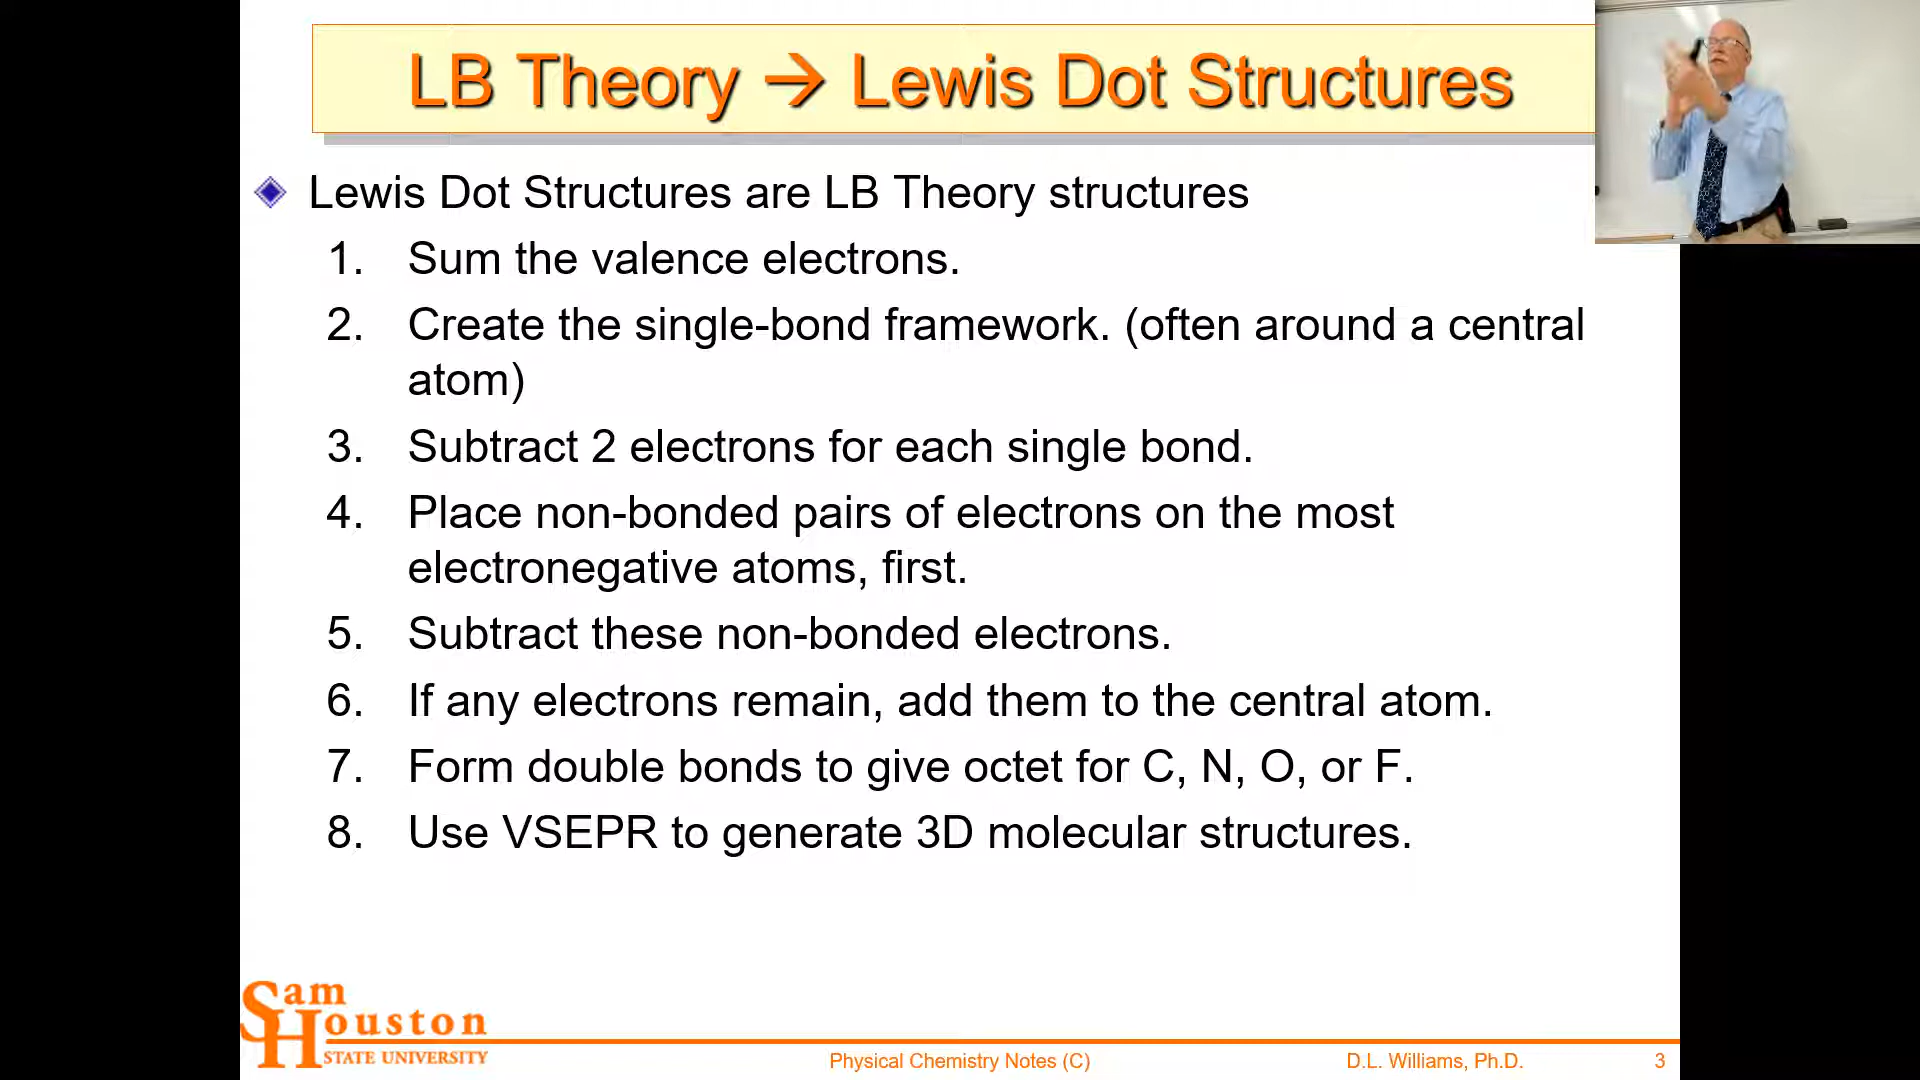 LB Theory → Lewis Dot Structures
Lewis Dot Structures are LB Theory structures
1. Sum the valence electrons.
2. Create the single-bond framework. (often around a central
atom)
3. Subtract 2 electrons for each single bond.
4. Place non-bonded pairs of electrons on the most
electronegative atoms, first.
5. Subtract these non-bonded electrons.
6. If any electrons remain, add them to the central atom.
7. Form double bonds to give octet for C, N, O, or F.
8. Use VSEPR to generate 3D molecular structures.
Sam
Houston
STATE UNIVERSITY
Physical Chemistry Notes (C) D.L. Williams, Ph.D. 3